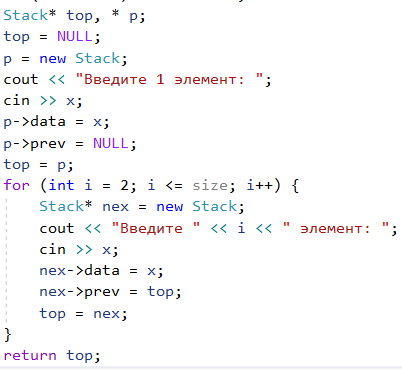 Stack* top, * p;
top = NULL;
p = new Stack;
cout << "Введите 1 элемент: ";
cin >> x;
p->data = x;
p->prev = NULL;
top = p;
for (int i = 2; i <= size; i++) {
    Stack* nex = new Stack;
    cout << "Введите " << i << " элемент: ";
    cin >> x;
    nex->data = x;
    nex->prev = top;
    top = nex;
}
return top;